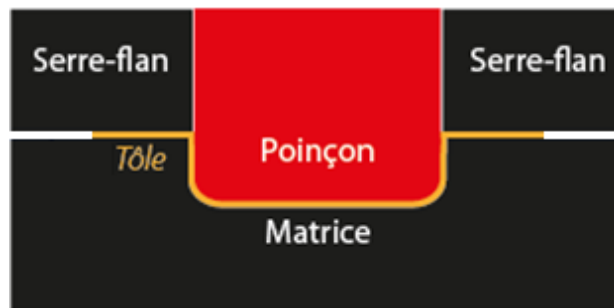 Serre-flan
Serre-flan
Tôle
Poinçon
Matrice